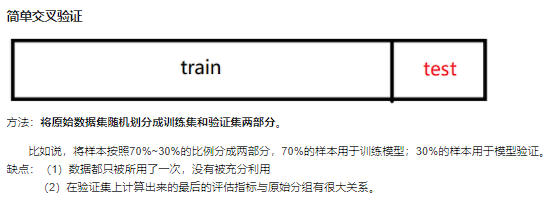 简单交叉验证
train
test
方法：将原始数据集随机划分成训练集和验证集两部分。
比如说，将样本按照70%~30%的比例分成两部分，70%的样本用于训练模型；30%的样本用于模型验证。
缺点：（1）数据都只被所用了一次，没有被充分利用
（2）在验证集上计算出来的最后的评估指标与原始分组有很大关系。